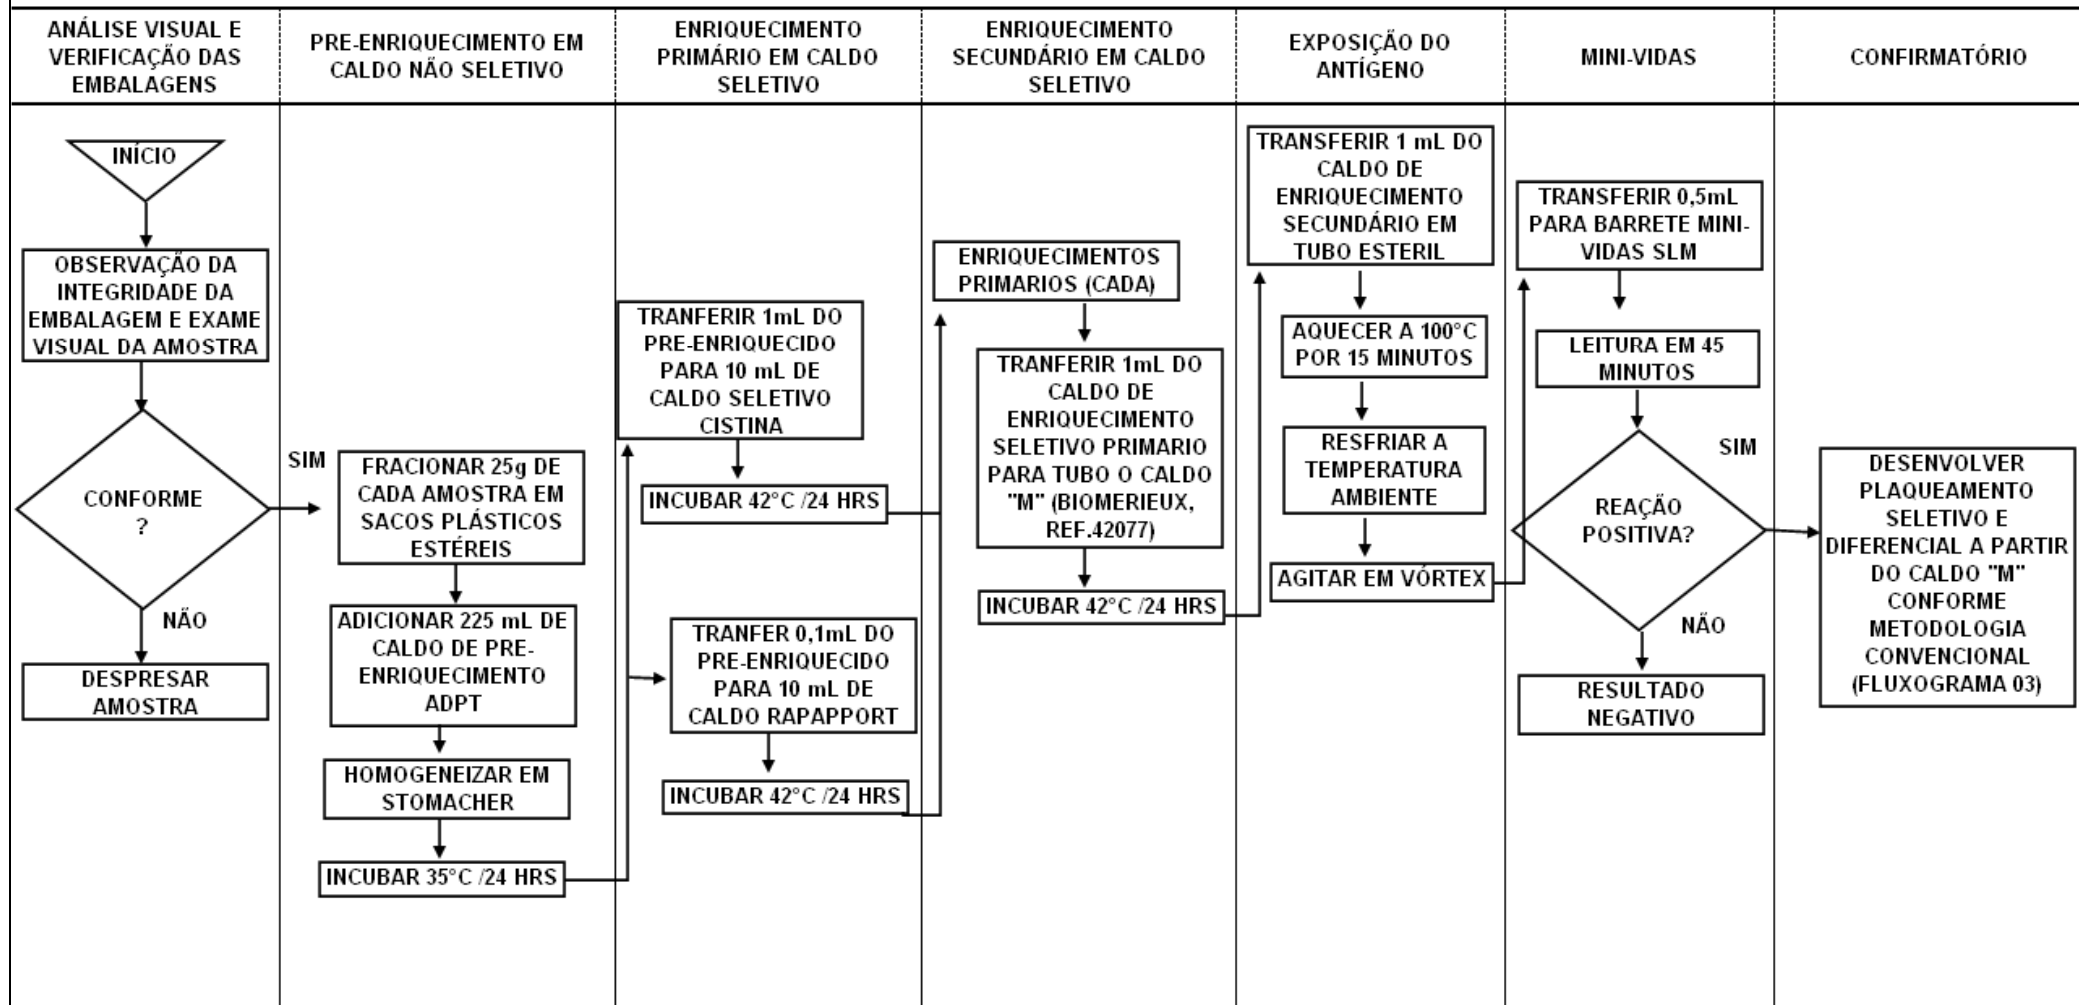 ANÁLISE VISUAL E
VERIFICAÇÃO DAS
EMBALAGENS
PRE-ENRIQUECIMENTO EM
CALDO NÃO SELETIVO
ENRIQUECIMENTO
PRIMÁRIO EM CALDO
SELETIVO
ENRIQUECIMENTO
SECUNDÁRIO EM CALDO
SELETIVO
EXPOSIÇÃO DO
ANTÍGENO
MINI-VIDAS
CONFIRMATÓRIO
INÍCIO
OBSERVAÇÃO DA
INTEGRIDADE DA
EMBALAGEM E EXAME
VISUAL DA AMOSTRA
CONFORME
?
SIM
NÃO
DESPRESAR
AMOSTRA
FRACIONAR 25g DE
CADA AMOSTRA EM
SACOS PLÁSTICOS
ESTÉREIS
ADICIONAR 225 mL DE
CALDO DE PRE-
ENRIQUECIMENTO
ADPT
HOMOGENEIZAR EM
STOMACHER
INCUBAR 35°C /24 HRS
TRANFERIR 1mL DO
PRE-ENRIQUECIDO
PARA 10 mL DE
CALDO SELETIVO
CISTINA
INCUBAR 42°C /24 HRS
TRANFER 0,1mL DO
PRE-ENRIQUECIDO
PARA 10 mL DE
CALDO RAPAPPORT
INCUBAR 42°C /24 HRS
ENRIQUECIMENTOS
PRIMARIOS (CADA)
TRANFERIR 1mL DO
CALDO DE
ENRIQUECIMENTO
SELETIVO PRIMARIO
PARA TUBO O CALDO
"M" (BIOMERIEUX,
REF.42077)
INCUBAR 42°C /24 HRS
TRANSFERIR 1 mL DO
CALDO DE
ENRIQUECIMENTO
SECUNDÁRIO EM
TUBO ESTERIL
AQUECER A 100°C
POR 15 MINUTOS
RESFRIAR A
TEMPERATURA
AMBIENTE
AGITAR EM VÓRTEX
TRANSFERIR 0,5mL
PARA BARRETE MINI-
VIDAS SLM
LEITURA EM 45
MINUTOS
REAÇÃO
POSITIVA?
SIM
NÃO
RESULTADO
NEGATIVO
DESENVOLVER
PLAQUEAMENTO
SELETIVO E
DIFERENCIAL A PARTIR
DO CALDO "M"
CONFORME
METODOLOGIA
CONVENCIONAL
(FLUXOGRAMA 03)